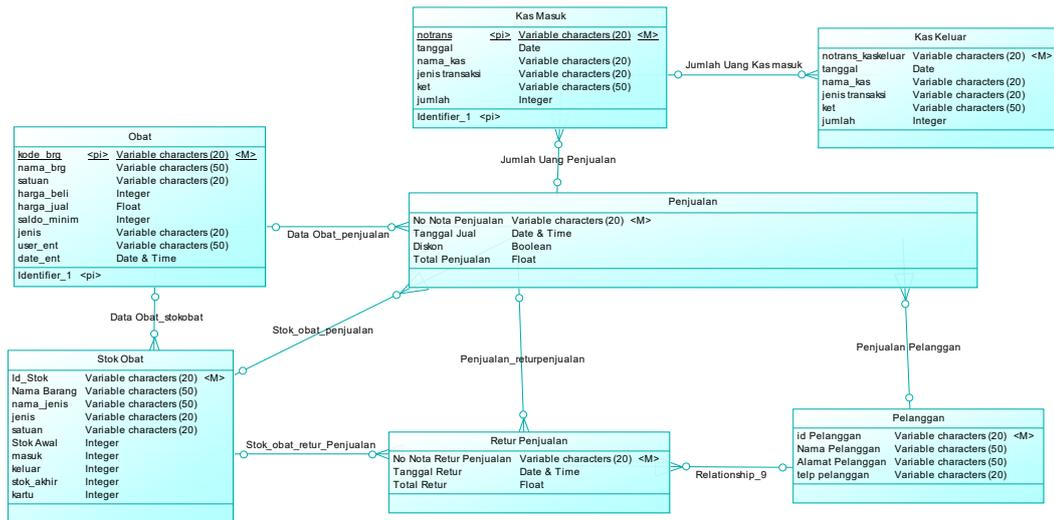 Kas Masuk
notrans <pi> Variable characters (20) <M>
tanggal Date
nama_kas Variable characters (20)
jenis transaksi Variable characters (20)
ket Variable characters (50)
jumlah Integer
Identifier_1 <pi>
Kas Keluar
notrans_kaskeluar Variable characters (20) <M>
tanggal Date
nama_kas Variable characters (20)
jenis transaksi Variable characters (20)
ket Variable characters (50)
jumlah Integer
Jumlah Uang Kas masuk
Obat
kode_brg <pi> Variable characters (20) <M>
nama_brg Variable characters (50)
satuan Variable characters (20)
harga_beli Integer
harga_jual Float
saldo_minim Integer
jenis Variable characters (20)
user_ent Variable characters (50)
date_ent Date & Time
Identifier_1 <pi>
Jumlah Uang Penjualan
Penjualan
No Nota Penjualan Variable characters (20) <M>
Tanggal Jual Date & Time
Diskon Boolean
Total Penjualan Float
Data Obat_penjualan
Data Obat_stokobat
Stok_obat_penjualan
Penjualan_returpenjualan
Penjualan_Pelanggan
Stok Obat
Id_Stok Variable characters (20) <M>
Nama Barang Variable characters (50)
nama_jenis Variable characters (50)
jenis Variable characters (20)
satuan Variable characters (20)
Stok Awal Integer
masuk Integer
keluar Integer
stok_akhir Integer
kartu Integer
Stok_obat_retur_Penjualan
Retur Penjualan
No Nota Retur Penjualan Variable characters (20) <M>
Tanggal Retur Date & Time
Total Retur Float
Relationship_9
Pelanggan
id Pelanggan Variable characters (20) <M>
Nama Pelanggan Variable characters (50)
Alamat Pelanggan Variable characters (50)
telp pelanggan Variable characters (20)